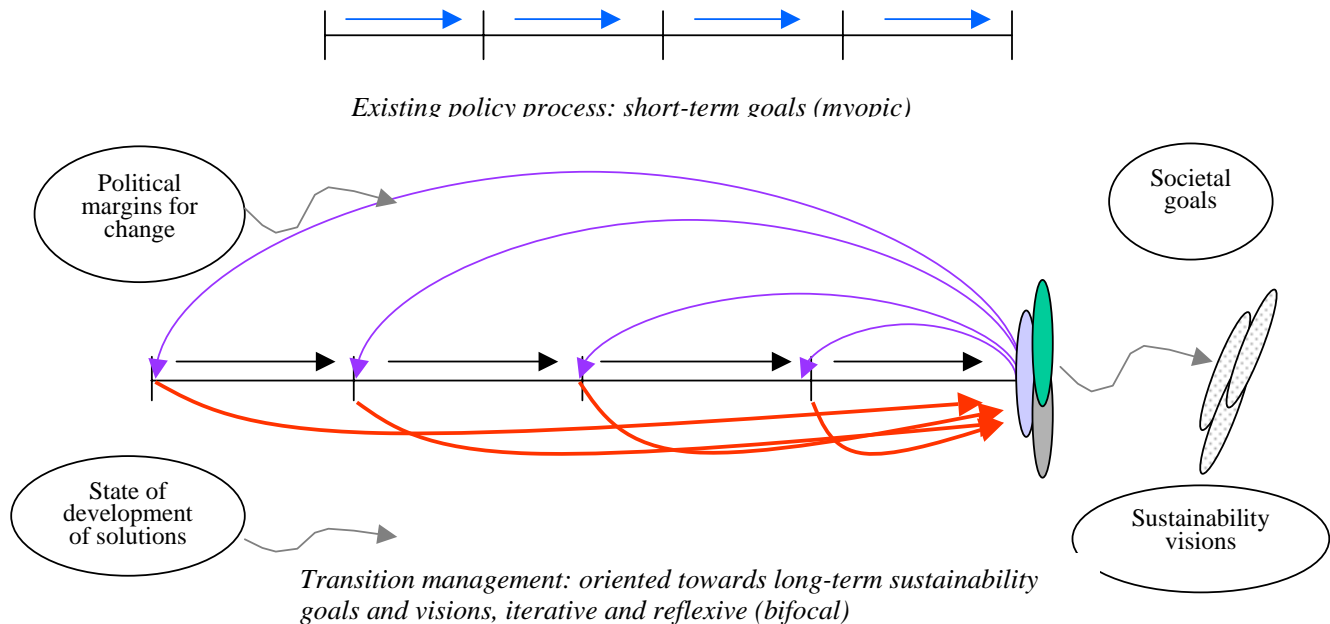 Existing policy process: short-term goals (myopic)
Political
margins for
change
Societal
goals
State of
development
of solutions
Sustainability
visions
Transition management: oriented towards long-term sustainability
goals and visions, iterative and reflexive (bifocal)